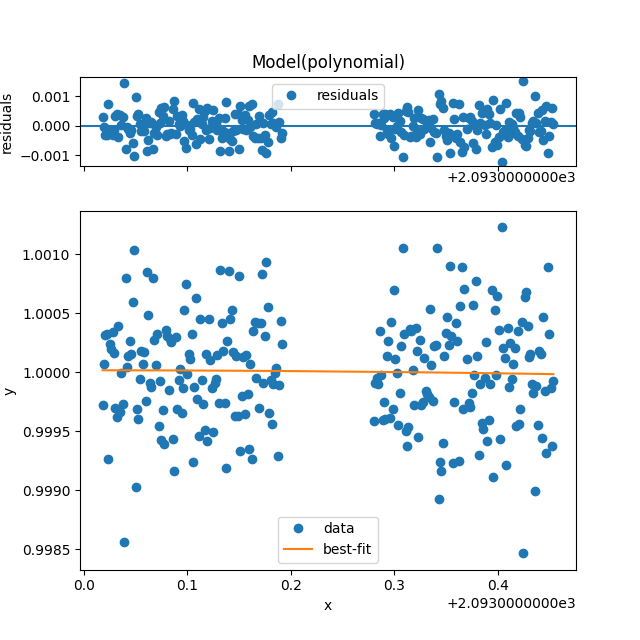 Model(polynomial)
residuals
0.001
0.000
−0.001
residuals
+2.0930000000e3
1.0010
1.0005
1.0000
0.9995
0.9990
0.9985
y
data
best-fit
0.0 0.1 0.2 0.3 0.4
x
+2.0930000000e3